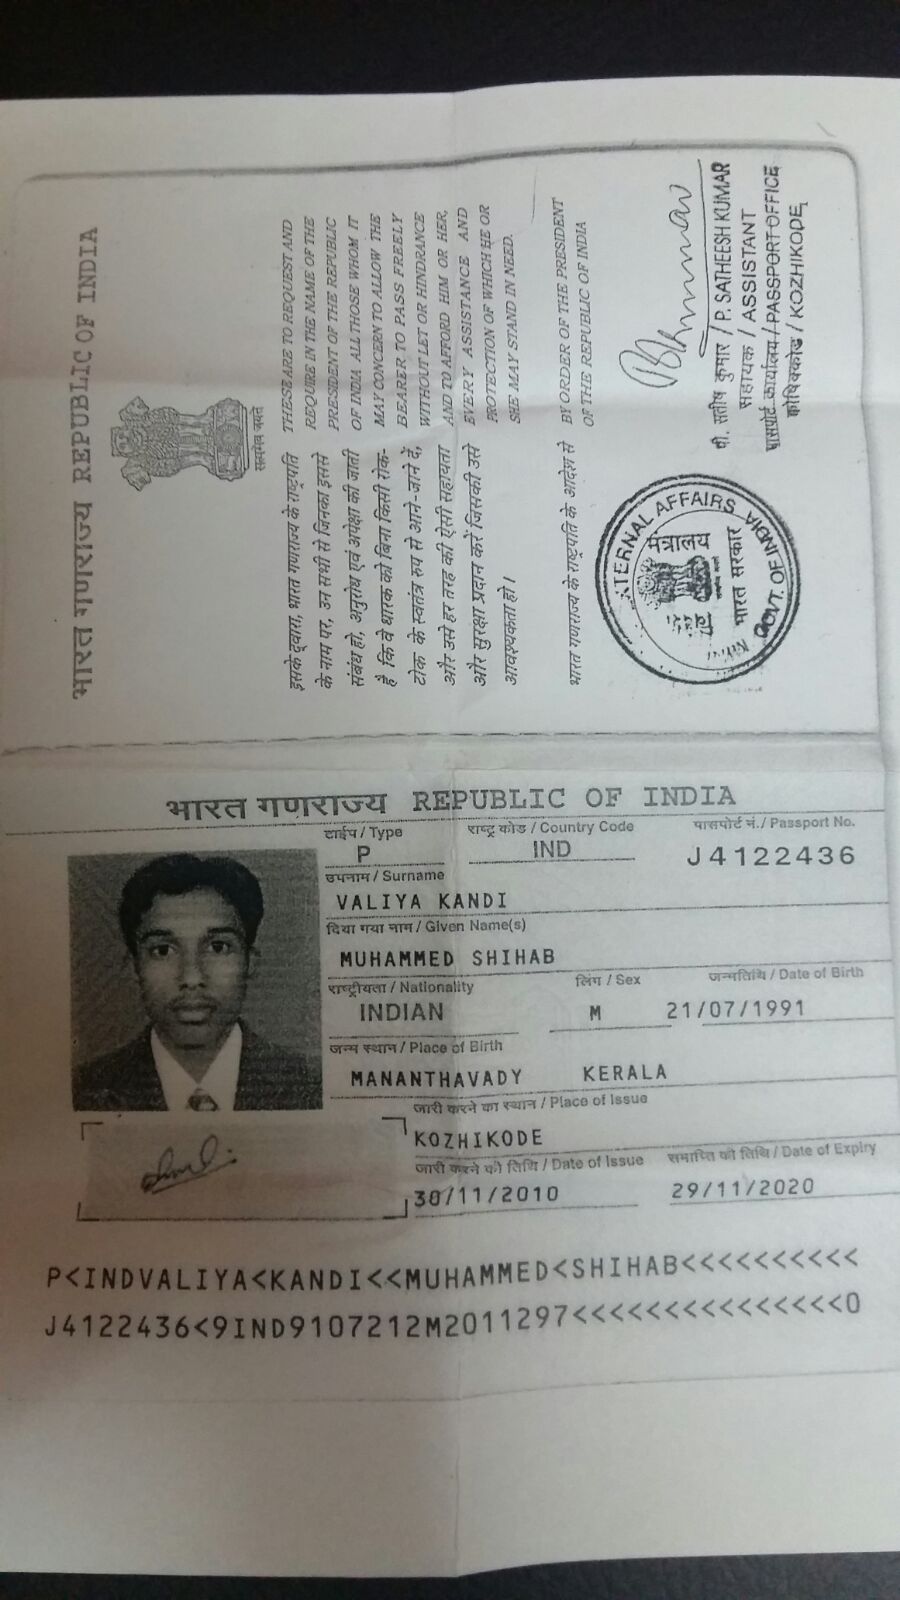 भारत गणराज्य REPUBLIC OF INDIA
सत्यमेव जयते
इसके द्वारा, भारत गणराज्य के राष्ट्रपति
के नाम पर, उन सभी से जिनका इससे
संबंध हो, अनुरोध एवं अपेक्षा की जाती
है कि वे धारक को बिना किसी रोक-
टोक के स्वतंत्र रुप से आने-जाने दें,
और उसे हर तरह की ऐसी सहायता
और सुरक्षा प्रदान करें जिसकी उसे
आवश्यकता हो।
THESE ARE TO REQUEST AND
REQUIRE IN THE NAME OF THE
PRESIDENT OF THE REPUBLIC
OF INDIA ALL THOSE WHOM IT
MAY CONCERN TO ALLOW THE
BEARER TO PASS FREELY
WITHOUT LET OR HINDRANCE
AND TO AFFORD HIM OR HER,
EVERY ASSISTANCE AND
PROTECTION OF WHICH HE OR
SHE MAY STAND IN NEED.
भारत गणराज्य के राष्ट्रपति के आदेश से
BY ORDER OF THE PRESIDENT
OF THE REPUBLIC OF INDIA
TERNAL AFFAIRS
GOVT. OF INDIA
मंत्रालय
भारत सरकार
पी. सतीष कुमार / P. SATHEESH KUMAR
सहायक / ASSISTANT
पासपोर्ट कार्यालय / PASSPORT OFFICE
कोषिक्कोड / KOZHIKODE
भारत गणराज्य REPUBLIC OF INDIA
टाईप / Type राष्ट्र कोड / Country Code पासपोर्ट नं. / Passport No.
P IND J4122436
उपनाम / Surname
VALIYA KANDI
दिया गया नाम / Given Name(s)
MUHAMMED SHIHAB
राष्ट्रीयता / Nationality लिंग / Sex जन्मतिथि / Date of Birth
INDIAN M 21/07/1991
जन्म स्थान / Place of Birth
MANANTHAVADY KERALA
जारी करने का स्थान / Place of Issue
KOZHIKODE
जारी करने की तिथि / Date of Issue समाप्ति की तिथि / Date of Expiry
30/11/2010 29/11/2020
P<INDVALIYA<KANDI<<MUHAMMED<SHIHAB<<<<<<<<<<
J4122436<9IND9107212M2011297<<<<<<<<<<<<<<<0